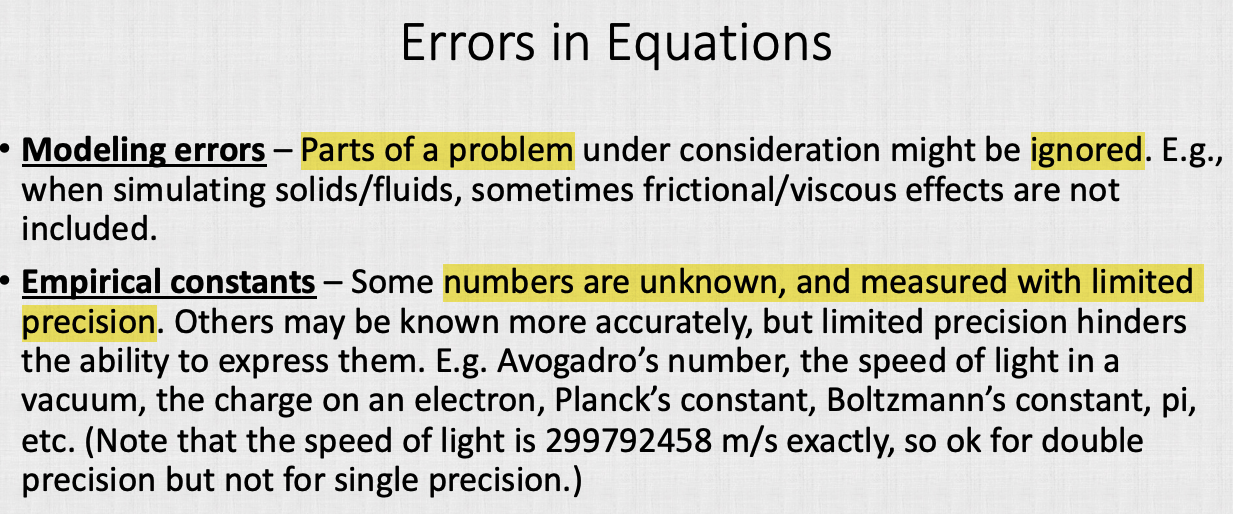 Errors in Equations
• Modeling errors – Parts of a problem under consideration might be ignored. E.g.,
when simulating solids/fluids, sometimes frictional/viscous effects are not
included.
• Empirical constants – Some numbers are unknown, and measured with limited
precision. Others may be known more accurately, but limited precision hinders
the ability to express them. E.g. Avogadro’s number, the speed of light in a
vacuum, the charge on an electron, Planck’s constant, Boltzmann’s constant, pi,
etc. (Note that the speed of light is 299792458 m/s exactly, so ok for double
precision but not for single precision.)